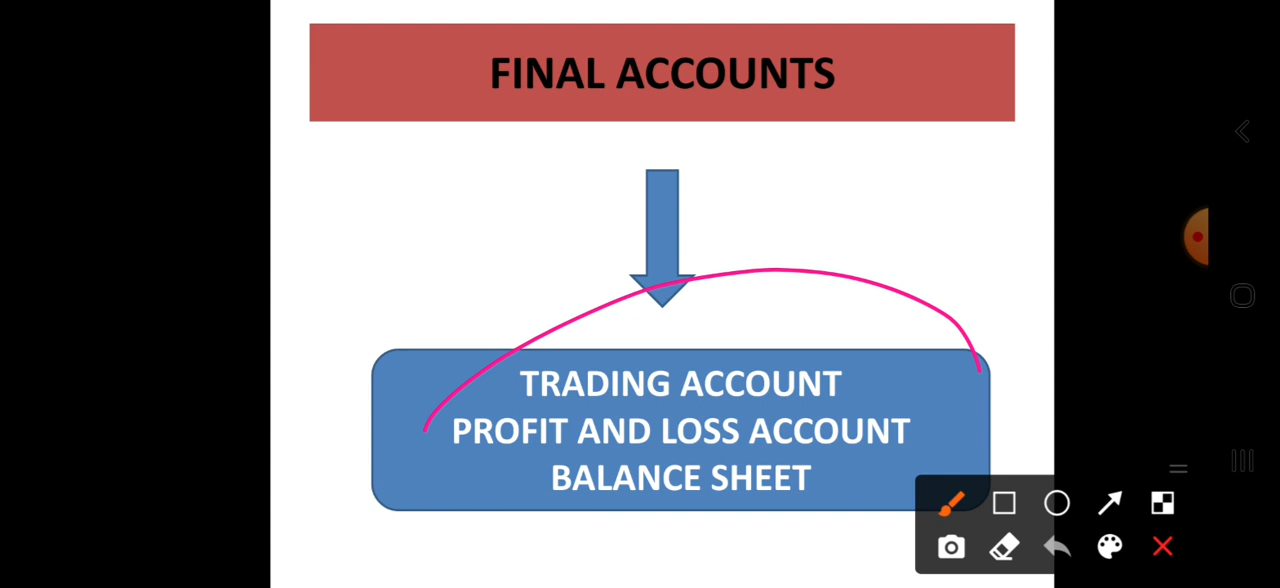 FINAL ACCOUNTS
TRADING ACCOUNT
PROFIT AND LOSS ACCOUNT
BALANCE SHEET